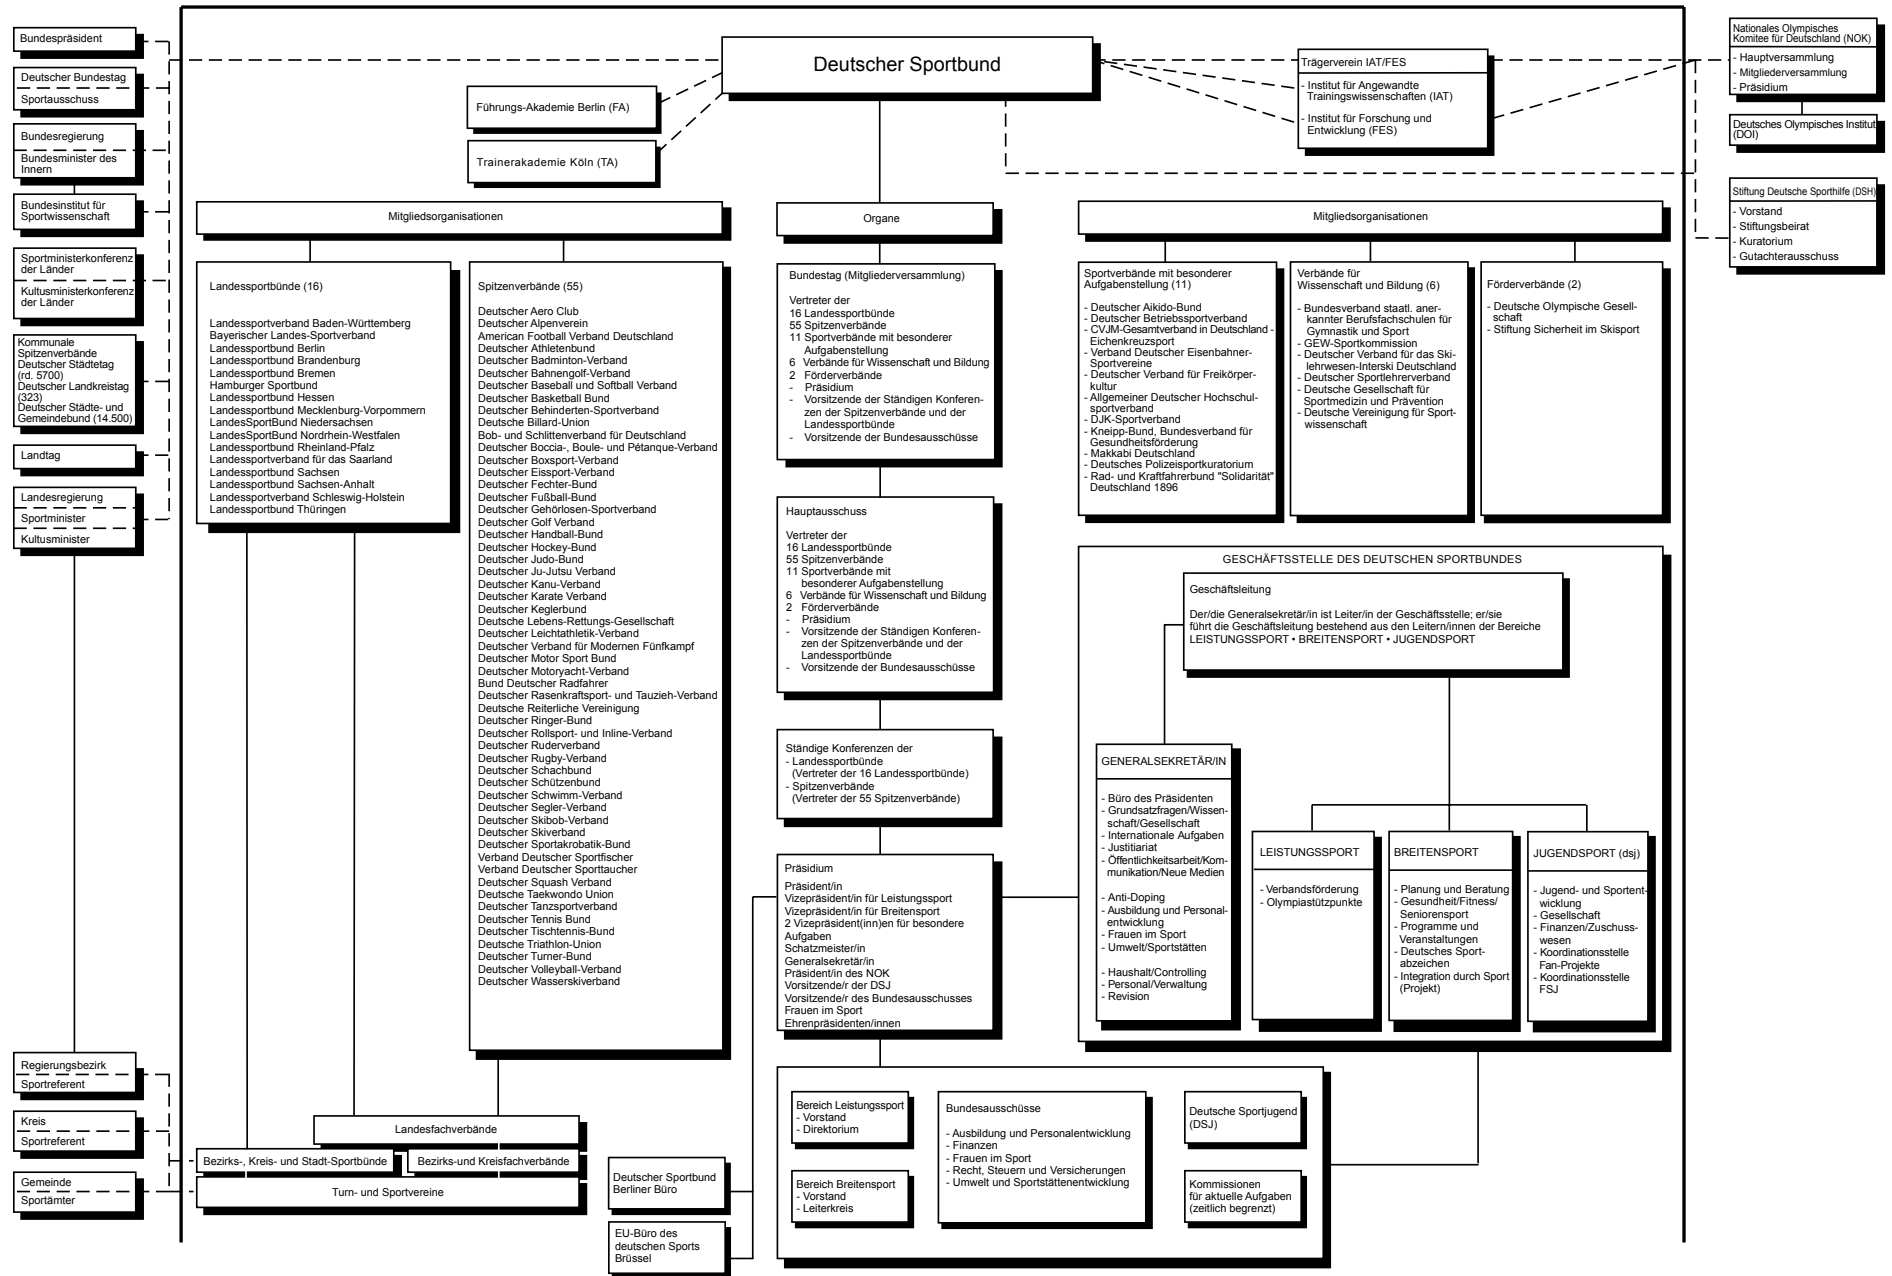 Bundespräsident
Deutscher Bundestag
Sportausschuss
Bundesregierung
Bundesminister des
Innern
Bundesinstitut für
Sportwissenschaft
Sportministerkonferenz
der Länder
Kultusministerkonferenz
der Länder
Kommunale
Spitzenverbände
Deutscher Städtetag
(rd. 5700)
Deutscher Landkreistag
(323)
Deutscher Städte- und
Gemeindebund (14.500)
Landtag
Landesregierung
Sportminister
Kultusminister
Regierungsbezirk
Sportreferent
Kreis
Sportreferent
Gemeinde
Sportämter
Deutscher Sportbund
Führungs-Akademie Berlin (FA)
Trainerakademie Köln (TA)
Trägerverein IAT/FES
- Institut für Angewandte
Trainingswissenschaften (IAT)
- Institut für Forschung und
Entwicklung (FES)
Nationales Olympisches
Komitee für Deutschland (NOK)
- Hauptversammlung
- Mitgliederversammlung
- Präsidium
Deutsches Olympisches Institut
(DOI)
Stiftung Deutsche Sporthilfe (DSH)
- Vorstand
- Stiftungsbeirat
- Kuratorium
- Gutachterausschuss
Mitgliedsorganisationen
Landessportbünde (16)
Landessportverband Baden-Württemberg
Bayerischer Landes-Sportverband
Landessportbund Berlin
Landessportbund Brandenburg
Landessportbund Bremen
Hamburger Sportbund
Landessportbund Hessen
Landessportbund Mecklenburg-Vorpommern
LandesSportBund Niedersachsen
LandesSportBund Nordrhein-Westfalen
Landessportbund Rheinland-Pfalz
Landessportverband für das Saarland
Landessportbund Sachsen
Landessportbund Sachsen-Anhalt
Landessportverband Schleswig-Holstein
Landessportbund Thüringen
Spitzenverbände (55)
Deutscher Aero Club
Deutscher Alpenverein
American Football Verband Deutschland
Deutscher Athletenbund
Deutscher Badminton-Verband
Deutscher Bahnengolf-Verband
Deutscher Baseball und Softball Verband
Deutscher Basketball Bund
Deutscher Behinderten-Sportverband
Deutsche Billard-Union
Bob- und Schlittenverband für Deutschland
Deutscher Boccia-, Boule- und Pétanque-Verband
Deutscher Boxsport-Verband
Deutscher Eissport-Verband
Deutscher Fechter-Bund
Deutscher Fußball-Bund
Deutscher Gehörlosen-Sportverband
Deutscher Golf Verband
Deutscher Handball-Bund
Deutscher Hockey-Bund
Deutscher Judo-Bund
Deutscher Ju-Jutsu Verband
Deutscher Kanu-Verband
Deutscher Karate Verband
Deutscher Keglerbund
Deutsche Lebens-Rettungs-Gesellschaft
Deutscher Leichtathletik-Verband
Deutscher Verband für Modernen Fünfkampf
Deutscher Motor Sport Bund
Deutscher Motoryacht-Verband
Bund Deutscher Radfahrer
Deutscher Rasenkraftsport- und Tauzieh-Verband
Deutsche Reiterliche Vereinigung
Deutscher Ringer-Bund
Deutscher Rollsport- und Inline-Verband
Deutscher Ruderverband
Deutscher Rugby-Verband
Deutscher Schachbund
Deutscher Schützenbund
Deutscher Schwimm-Verband
Deutscher Segler-Verband
Deutscher Skibob-Verband
Deutscher Skiverband
Deutscher Sportakrobatik-Bund
Verband Deutscher Sportfischer
Verband Deutscher Sporttaucher
Deutscher Squash Verband
Deutsche Taekwondo Union
Deutscher Tanzsportverband
Deutscher Tennis Bund
Deutscher Tischtennis-Bund
Deutsche Triathlon-Union
Deutscher Turner-Bund
Deutscher Volleyball-Verband
Deutscher Wasserskiverband
Landesfachverbände
Bezirks-, Kreis- und Stadt-Sportbünde
Bezirks-und Kreisfachverbände
Turn- und Sportvereine
Organe
Bundestag (Mitgliederversammlung)
Vertreter der
16 Landessportbünde
55 Spitzenverbände
11 Sportverbände mit besonderer
Aufgabenstellung
6 Verbände für Wissenschaft und Bildung
2 Förderverbände
- Präsidium
- Vorsitzende der Ständigen Konferen-
zen der Spitzenverbände und der
Landessportbünde
- Vorsitzende der Bundesausschüsse
Hauptausschuss
Vertreter der
16 Landessportbünde
55 Spitzenverbände
11 Sportverbände mit
besonderer Aufgabenstellung
6 Verbände für Wissenschaft und Bildung
2 Förderverbände
- Präsidium
- Vorsitzende der Ständigen Konferen-
zen der Spitzenverbände und der
Landessportbünde
- Vorsitzende der Bundesausschüsse
Ständige Konferenzen der
- Landessportbünde
(Vertreter der 16 Landessportbünde)
- Spitzenverbände
(Vertreter der 55 Spitzenverbände)
Präsidium
Präsident/in
Vizepräsident/in für Leistungssport
Vizepräsident/in für Breitensport
2 Vizepräsident(inn)en für besondere
Aufgaben
Schatzmeister/in
Generalsekretär/in
Präsident/in des NOK
Vorsitzende/r der DSJ
Vorsitzende/r des Bundesausschusses
Frauen im Sport
Ehrenpräsidenten/innen
Deutscher Sportbund
Berliner Büro
EU-Büro des
deutschen Sports
Brüssel
Bereich Leistungssport
- Vorstand
- Direktorium
Bereich Breitensport
- Vorstand
- Leiterkreis
Bundesausschüsse
- Ausbildung und Personalentwicklung
- Finanzen
- Frauen im Sport
- Recht, Steuern und Versicherungen
- Umwelt und Sportstättenentwicklung
Deutsche Sportjugend
(DSJ)
Kommissionen
für aktuelle Aufgaben
(zeitlich begrenzt)
Mitgliedsorganisationen
Sportverbände mit besonderer
Aufgabenstellung (11)
- Deutscher Aikido-Bund
- Deutscher Betriebssportverband
- CVJM-Gesamtverband in Deutschland -
Eichenkreuzsport
- Verband Deutscher Eisenbahner-
Sportvereine
- Deutscher Verband für Freikörper-
kultur
- Allgemeiner Deutscher Hochschul-
sportverband
- DJK-Sportverband
- Kneipp-Bund, Bundesverband für
Gesundheitsförderung
- Makkabi Deutschland
- Deutsches Polizeisportkuratorium
- Rad- und Kraftfahrerbund "Solidarität"
Deutschland 1896
Verbände für
Wissenschaft und Bildung (6)
- Bundesverband staatl. aner-
kannter Berufsfachschulen für
Gymnastik und Sport
- GEW-Sportkommission
- Deutscher Verband für das Ski-
lehrwesen-Interski Deutschland
- Deutscher Sportlehrerverband
- Deutsche Gesellschaft für
Sportmedizin und Prävention
- Deutsche Vereinigung für Sport-
wissenschaft
Förderverbände (2)
- Deutsche Olympische Gesell-
schaft
- Stiftung Sicherheit im Skisport
GESCHÄFTSSTELLE DES DEUTSCHEN SPORTBUNDES
Geschäftsleitung
Der/die Generalsekretär/in ist Leiter/in der Geschäftsstelle; er/sie
führt die Geschäftsleitung bestehend aus den Leitern/innen der Bereiche
LEISTUNGSSPORT • BREITENSPORT • JUGENDSPORT
GENERALSEKRETÄR/IN
- Büro des Präsidenten
- Grundsatzfragen/Wissen-
schaft/Gesellschaft
- Internationale Aufgaben
- Justitiariat
- Öffentlichkeitsarbeit/Kom-
munikation/Neue Medien
- Anti-Doping
- Ausbildung und Personal-
entwicklung
- Frauen im Sport
- Umwelt/Sportstätten
- Haushalt/Controlling
- Personal/Verwaltung
- Revision
LEISTUNGSSPORT
- Verbandsförderung
- Olympiastützpunkte
BREITENSPORT
- Planung und Beratung
- Gesundheit/Fitness/
Seniorensport
- Programme und
Veranstaltungen
- Deutsches Sport-
abzeichen
- Integration durch Sport
(Projekt)
JUGENDSPORT (dsj)
- Jugend- und Sportent-
wicklung
- Gesellschaft
- Finanzen/Zuschuss-
wesen
- Koordinationsstelle
Fan-Projekte
- Koordinationsstelle
FSJ